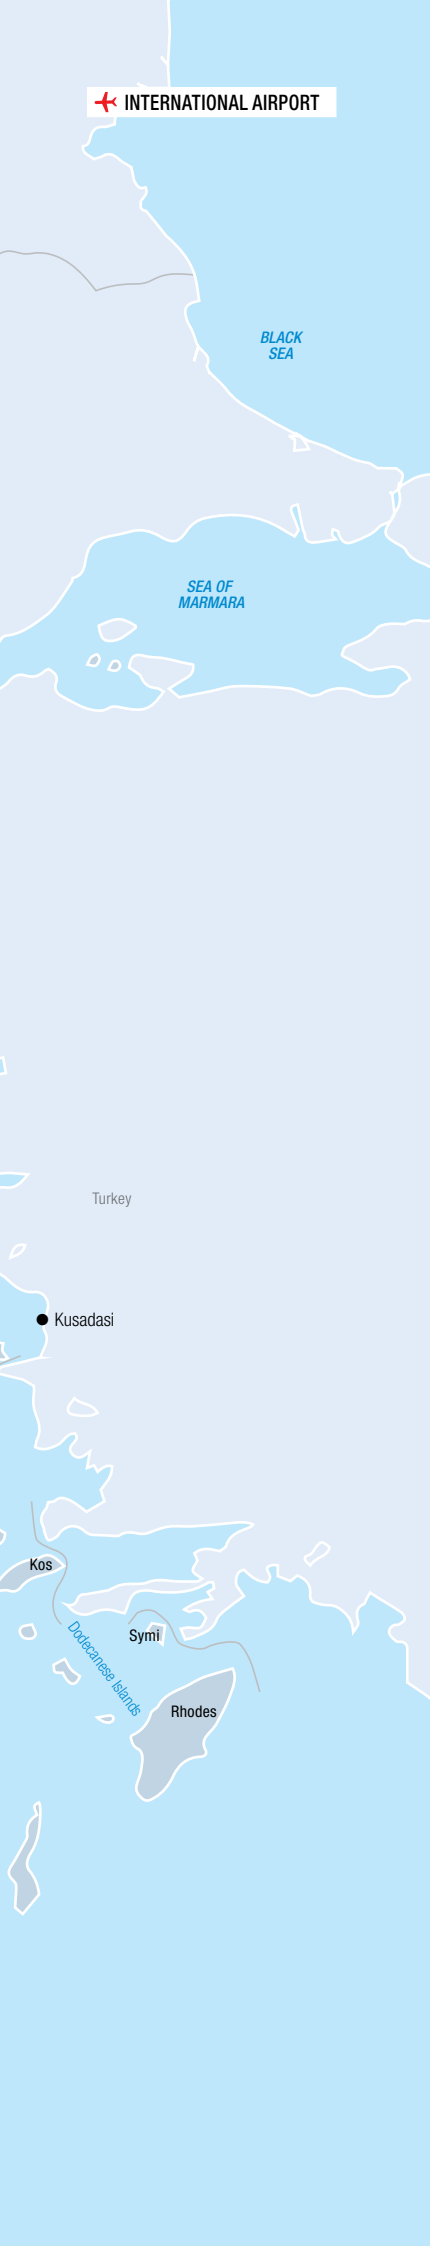 INTERNATIONAL AIRPORT
BLACK
SEA
SEA OF
MARMARA
Turkey
Kusadasi
Kos
Symi
Dodecanese Islands
Rhodes